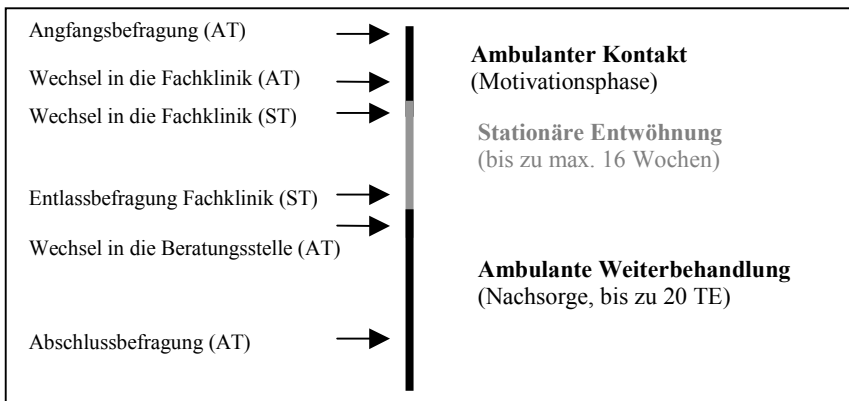 Angfangsbefragung (AT)
Wechsel in die Fachklinik (AT)
Wechsel in die Fachklinik (ST)
Entlassbefragung Fachklinik (ST)
Wechsel in die Beratungsstelle (AT)
Abschlussbefragung (AT)
Ambulanter Kontakt
(Motivationsphase)
Stationäre Entwöhnung
(bis zu max. 16 Wochen)
Ambulante Weiterbehandlung
(Nachsorge, bis zu 20 TE)